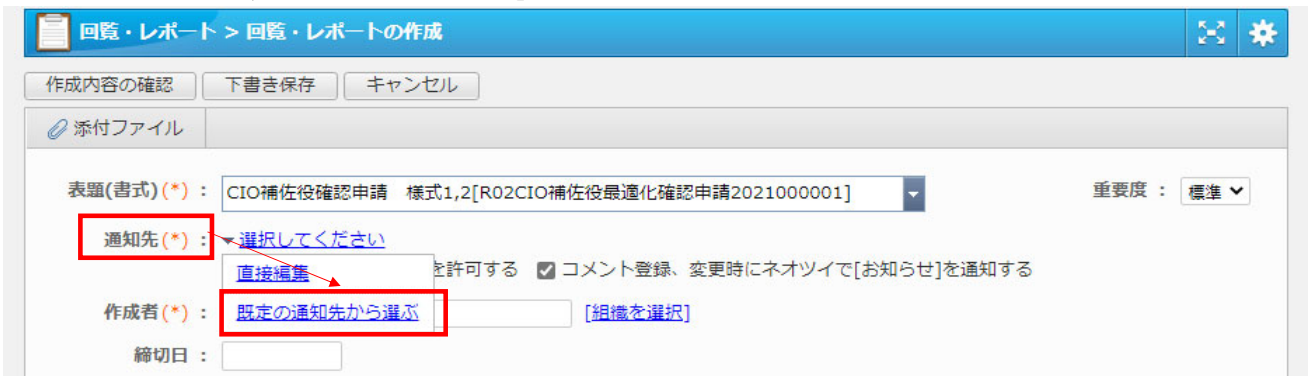 回覧・レポート > 回覧・レポートの作成
作成内容の確認 下書き保存 キャンセル
添付ファイル
表題(書式)(*) : CIO補佐役確認申請 様式1,2[R02CIO補佐役最適化確認申請2021000001] 重要度 : 標準
通知先(*) : 選択してください
直接編集 を許可する コメント登録、変更時にネオツイで[お知らせ]を通知する
作成者(*) : 既定の通知先から選ぶ [組織を選択]
締切日 :